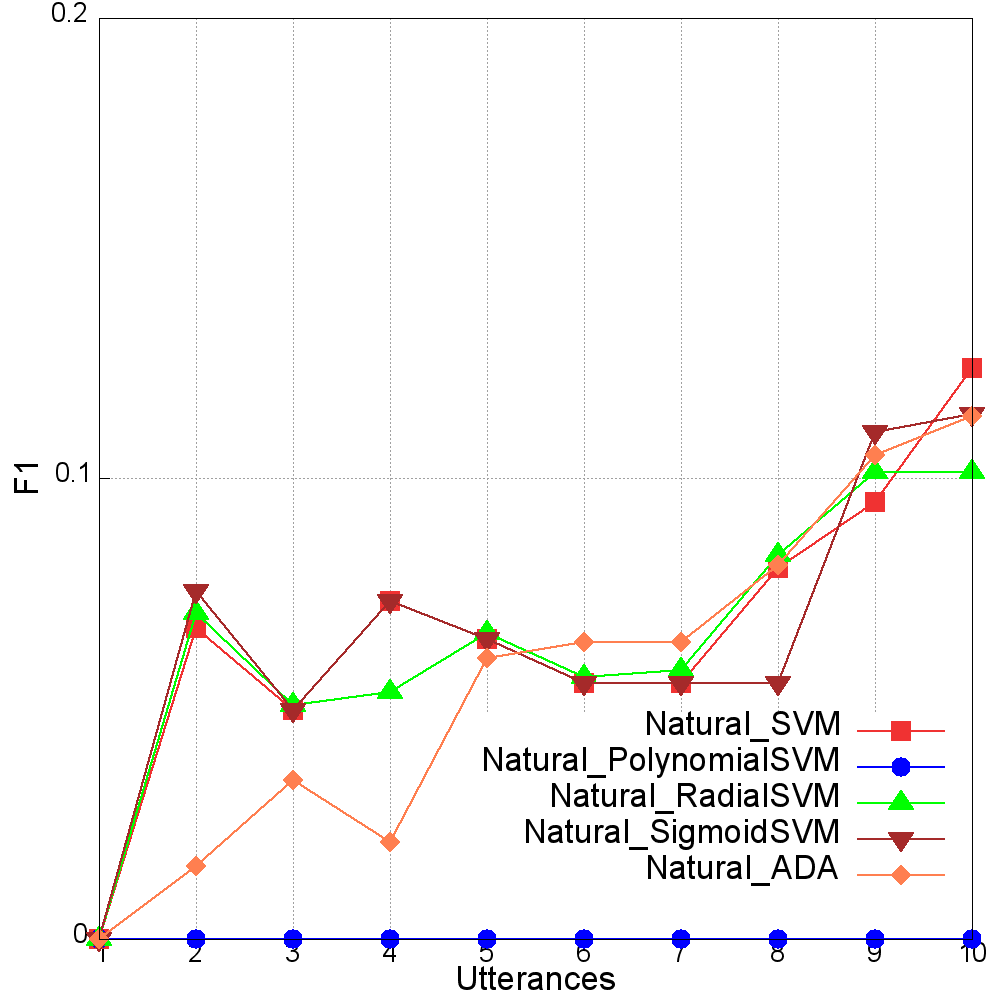 0.2
0.1
0
F1
1 2 3 4 5 6 7 8 9 10
Utterances
Natural_SVM
Natural_PolynomialSVM
Natural_RadialSVM
Natural_SigmoidSVM
Natural_ADA